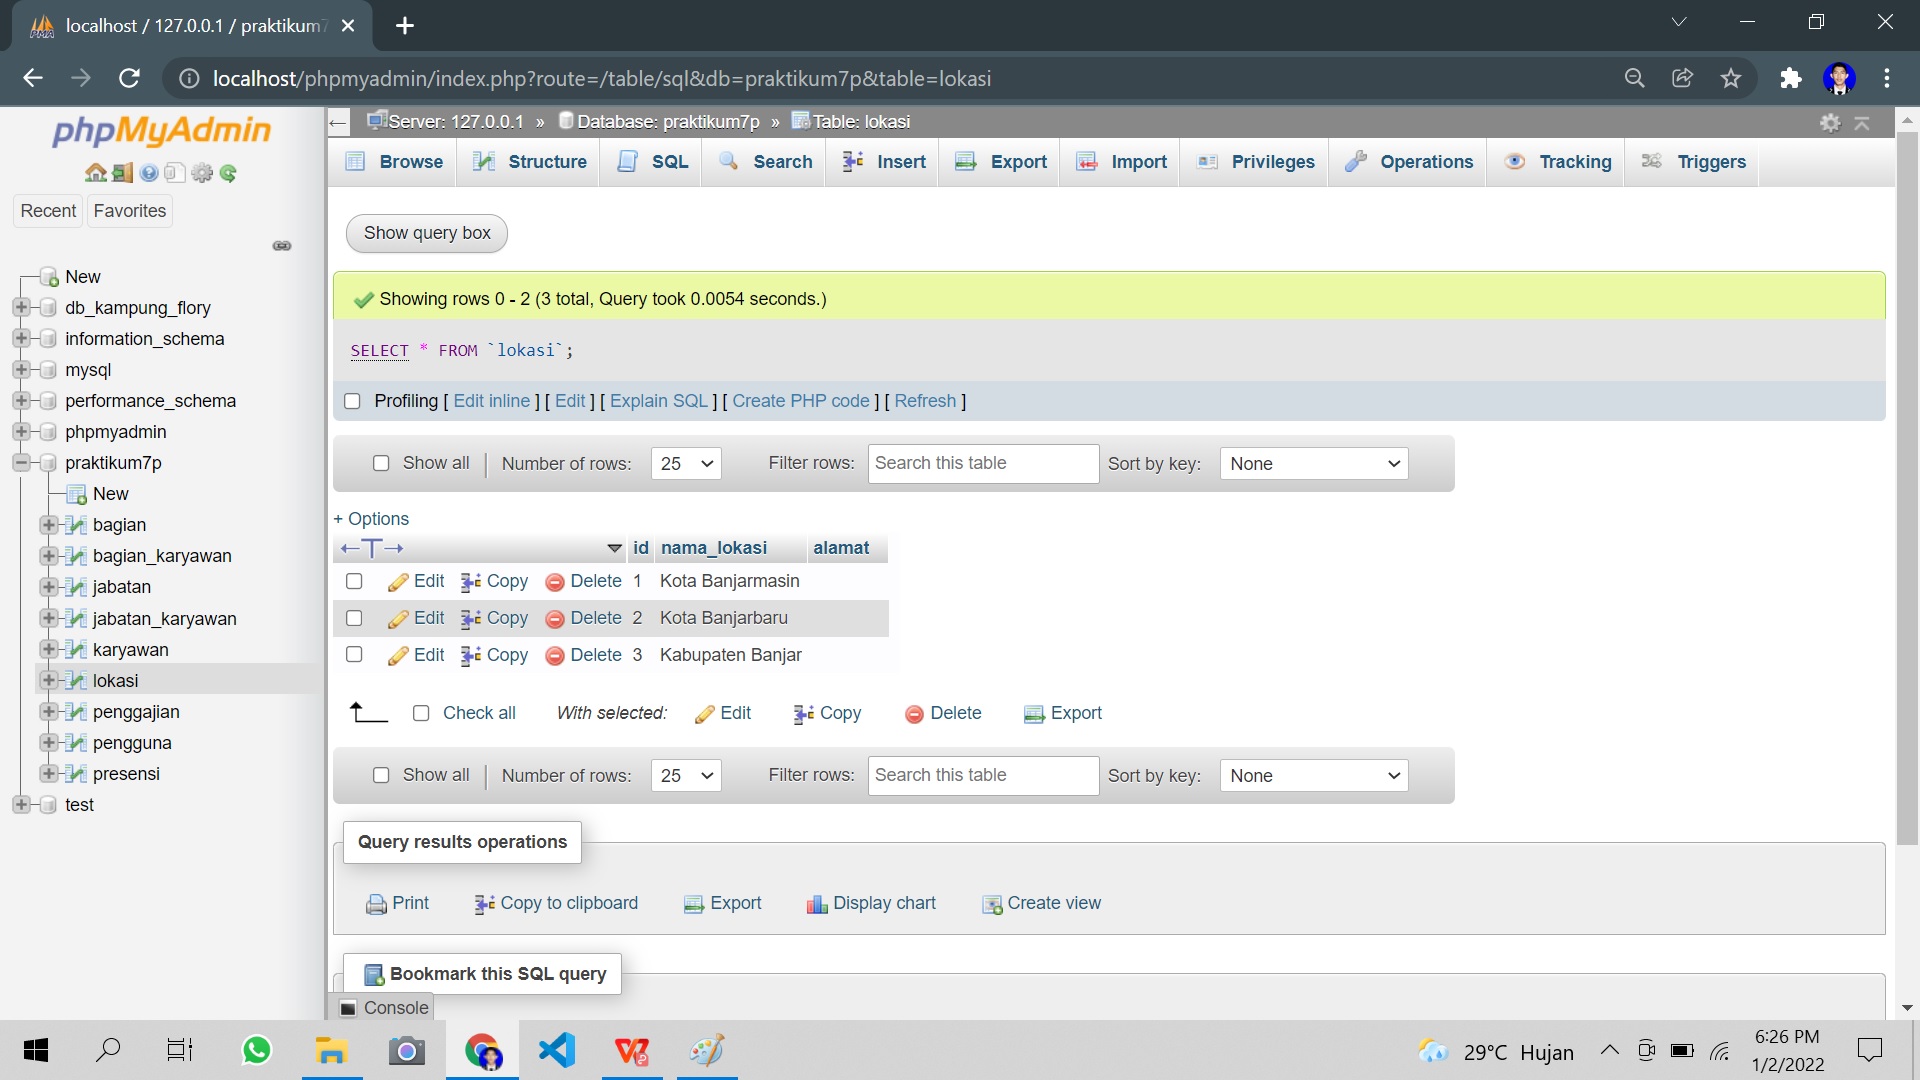 localhost / 127.0.0.1 / praktikum7
localhost/phpmyadmin/index.php?route=/table/sql&db=praktikum7p&table=lokasi
phpMyAdmin
Recent Favorites
New
db_kampung_flory
information_schema
mysql
performance_schema
phpmyadmin
praktikum7p
New
bagian
bagian_karyawan
jabatan
jabatan_karyawan
karyawan
lokasi
penggajian
pengguna
presensi
test
Server: 127.0.0.1 » Database: praktikum7p » Table: lokasi
Browse Structure SQL Search Insert Export Import Privileges Operations Tracking Triggers
Show query box
Showing rows 0 - 2 (3 total, Query took 0.0054 seconds.)
SELECT * FROM `lokasi`;
Profiling [ Edit inline ] [ Edit ] [ Explain SQL ] [ Create PHP code ] [ Refresh ]
Show all | Number of rows: 25 Filter rows: Search this table Sort by key: None
+ Options
←T→ id nama_lokasi alamat
Edit Copy Delete 1 Kota Banjarmasin
Edit Copy Delete 2 Kota Banjarbaru
Edit Copy Delete 3 Kabupaten Banjar
Check all With selected: Edit Copy Delete Export
Show all | Number of rows: 25 Filter rows: Search this table Sort by key: None
Query results operations
Print Copy to clipboard Export Display chart Create view
Bookmark this SQL query
Console
29°C Hujan
6:26 PM
1/2/2022